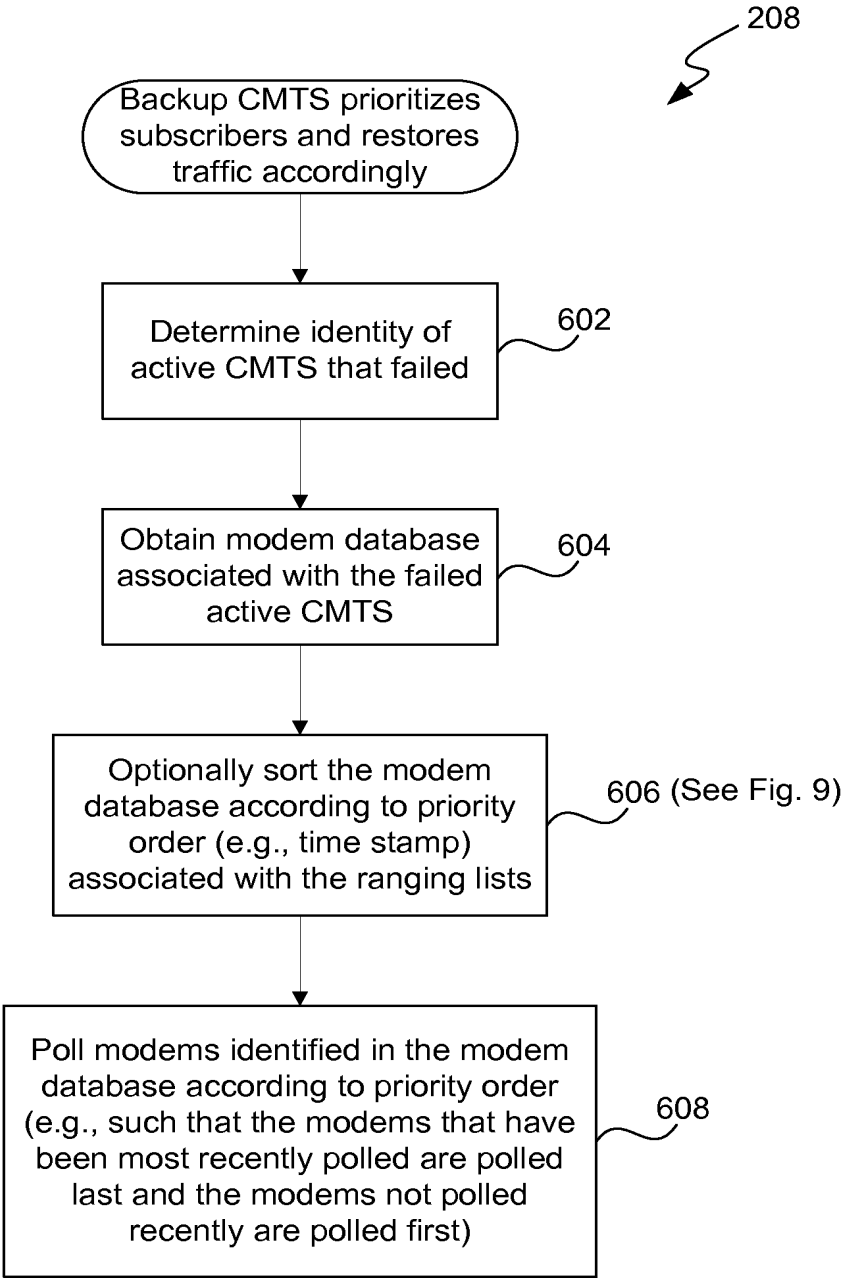 208
Backup CMTS prioritizes
subscribers and restores
traffic accordingly
Determine identity of
active CMTS that failed
602
Obtain modem database
associated with the failed
active CMTS
604
Optionally sort the modem
database according to priority
order (e.g., time stamp)
associated with the ranging lists
606 (See Fig. 9)
Poll modems identified in the modem
database according to priority order
(e.g., such that the modems that have
been most recently polled are polled
last and the modems not polled
recently are polled first)
608